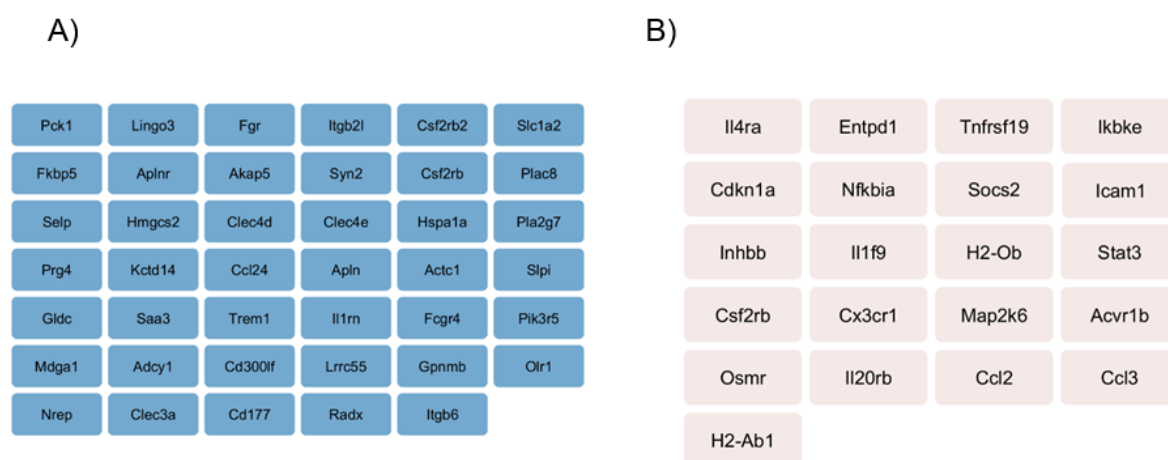 A)
B)
Pck1 Lingo3 Fgr Itgb2l Csf2rb2 Slc1a2
Fkbp5 Aplnr Akap5 Syn2 Csf2rb Plac8
Selp Hmgcs2 Clec4d Clec4e Hspa1a Pla2g7
Prg4 Kctd14 Ccl24 Apln Actc1 Slpi
Gldc Saa3 Trem1 Il1rn Fcgr4 Pik3r5
Mdga1 Adcy1 Cd300lf Lrrc55 Gpnmb Olr1
Nrep Clec3a Cd177 Radx Itgb6
Il4ra Entpd1 Tnfrsf19 Ikbke
Cdkn1a Nfkbia Socs2 Icam1
Inhbb Il1f9 H2-Ob Stat3
Csf2rb Cx3cr1 Map2k6 Acvr1b
Osmr Il20rb Ccl2 Ccl3
H2-Ab1